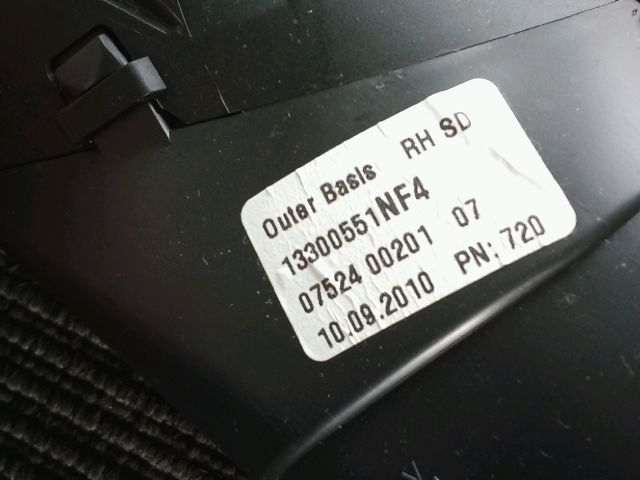 Outer Basis RH SD
13300551NF4
07524 00201 07
10.09.2010 PN: 720